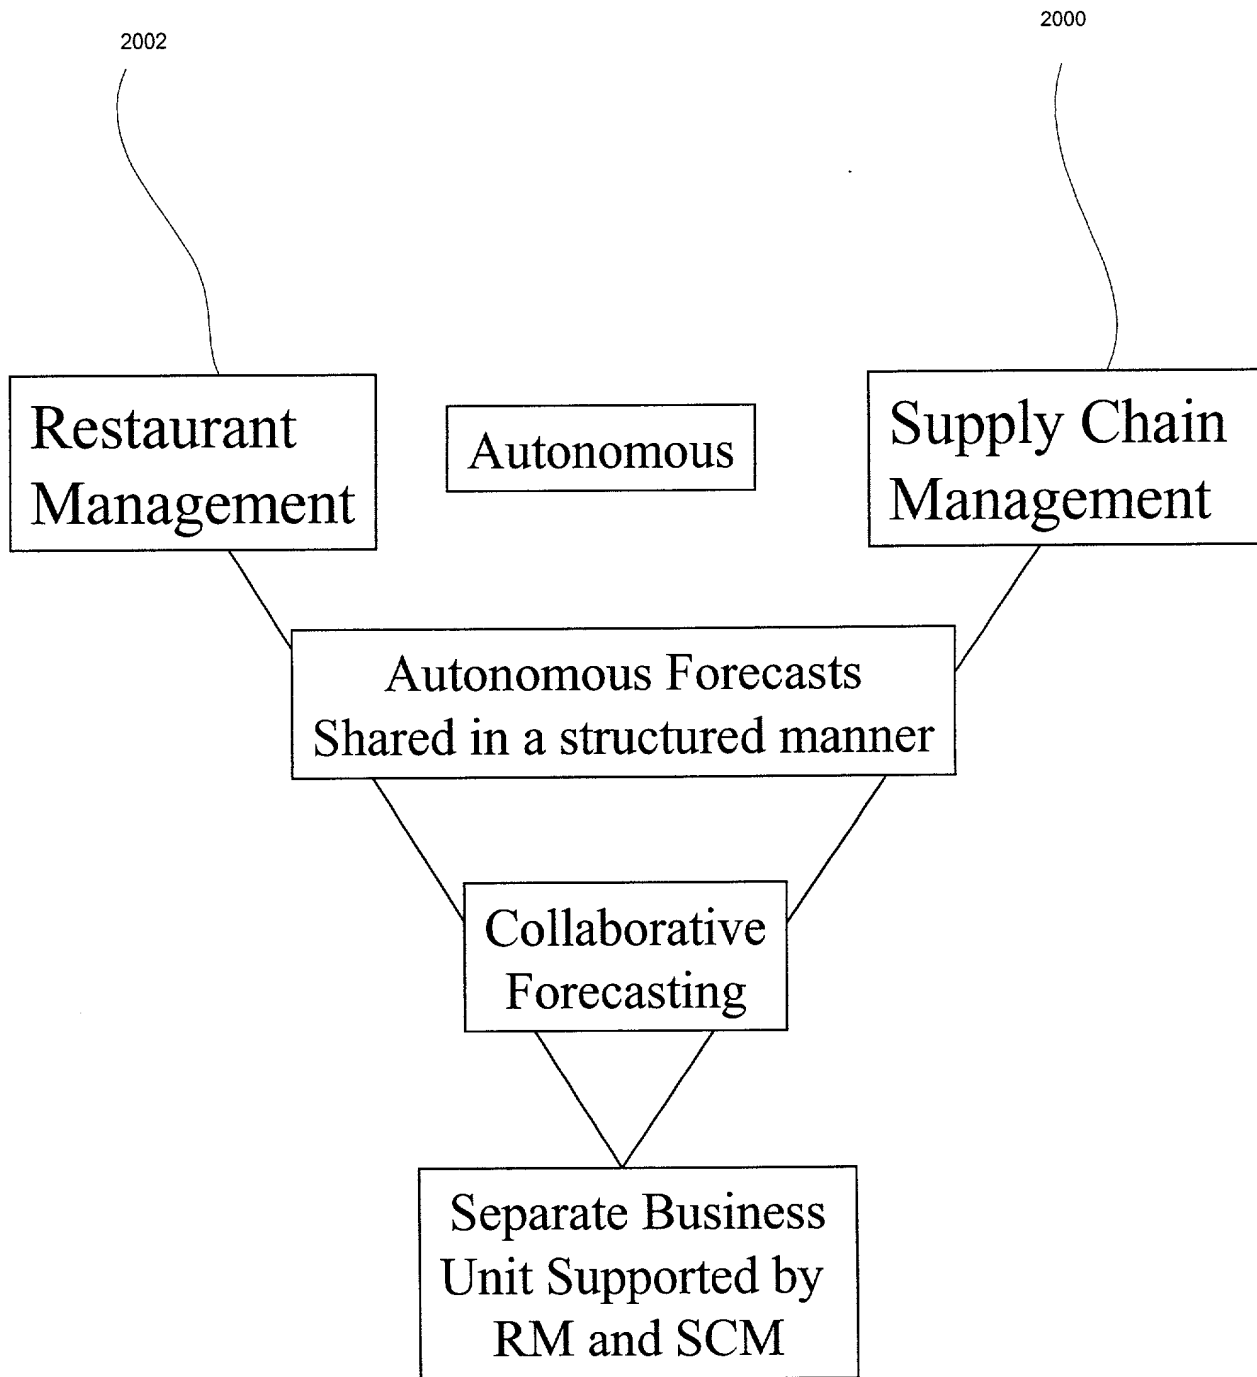 2002
2000
Restaurant
Management
Autonomous
Supply Chain
Management
Autonomous Forecasts
Shared in a structured manner
Collaborative
Forecasting
Separate Business
Unit Supported by
RM and SCM